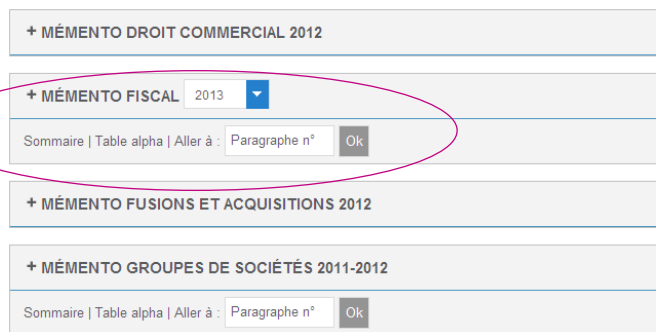 + MÉMENTO DROIT COMMERCIAL 2012
+ MÉMENTO FISCAL 2013
Sommaire | Table alpha | Aller à : Paragraphe n° Ok
+ MÉMENTO FUSIONS ET ACQUISITIONS 2012
+ MÉMENTO GROUPES DE SOCIÉTÉS 2011-2012
Sommaire | Table alpha | Aller à : Paragraphe n° Ok